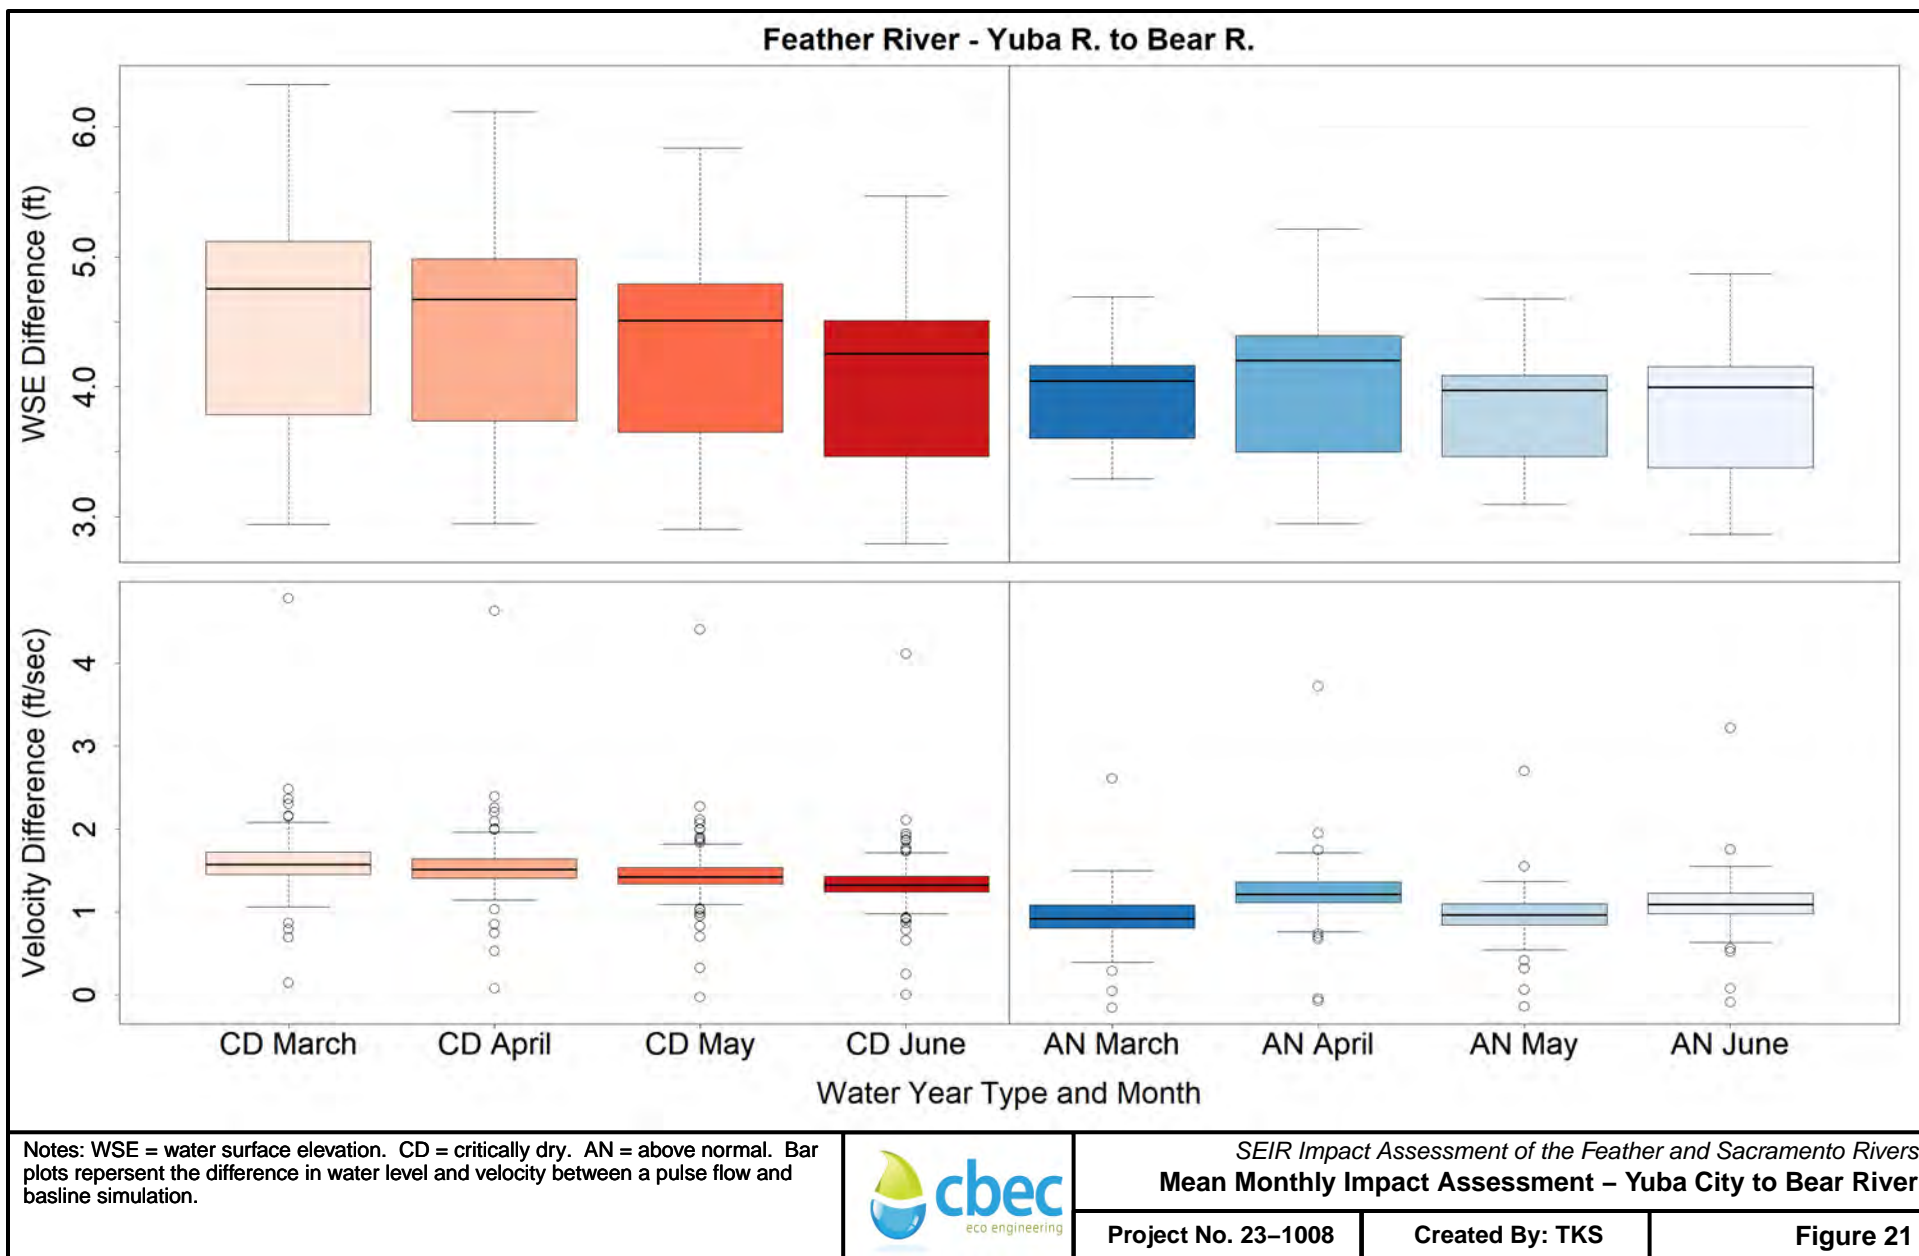 Feather River - Yuba R. to Bear R.
WSE Difference (ft)
6.0
5.0
4.0
3.0
Velocity Difference (ft/sec)
4
3
2
1
0
CD March CD April CD May CD June AN March AN April AN May AN June
Water Year Type and Month
Notes: WSE = water surface elevation. CD = critically dry. AN = above normal. Bar
plots repersent the difference in water level and velocity between a pulse flow and
basline simulation.
cbec
eco engineering
SEIR Impact Assessment of the Feather and Sacramento Rivers
Mean Monthly Impact Assessment – Yuba City to Bear River
Project No. 23–1008 Created By: TKS Figure 21